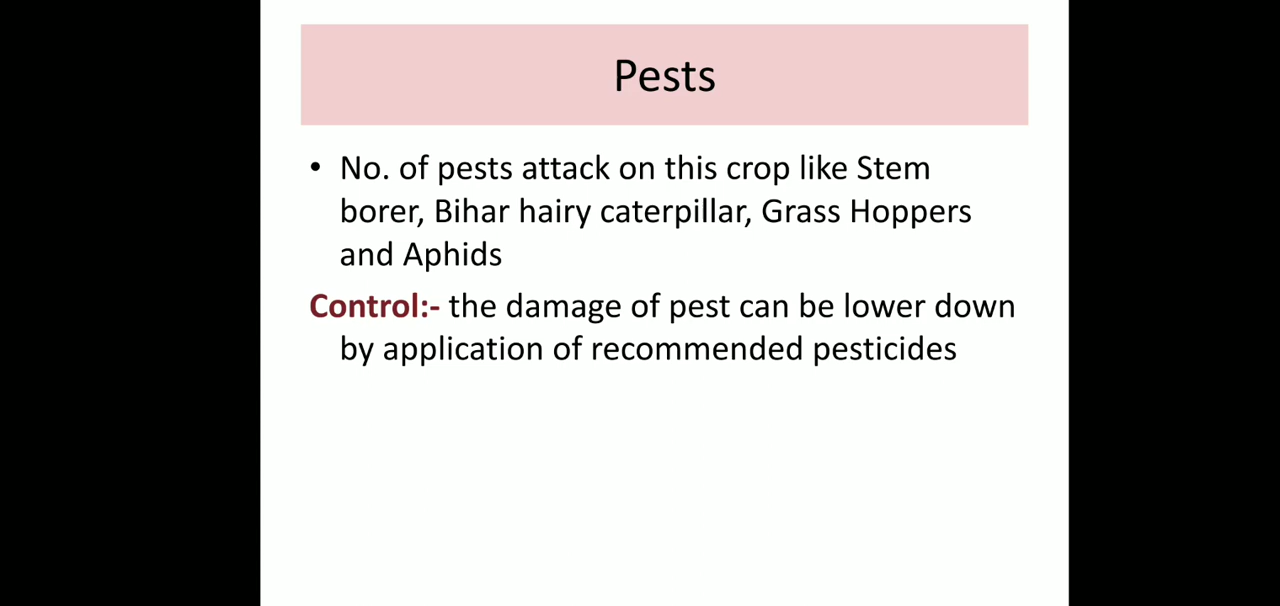 Pests
• No. of pests attack on this crop like Stem
borer, Bihar hairy caterpillar, Grass Hoppers
and Aphids
Control:- the damage of pest can be lower down
by application of recommended pesticides